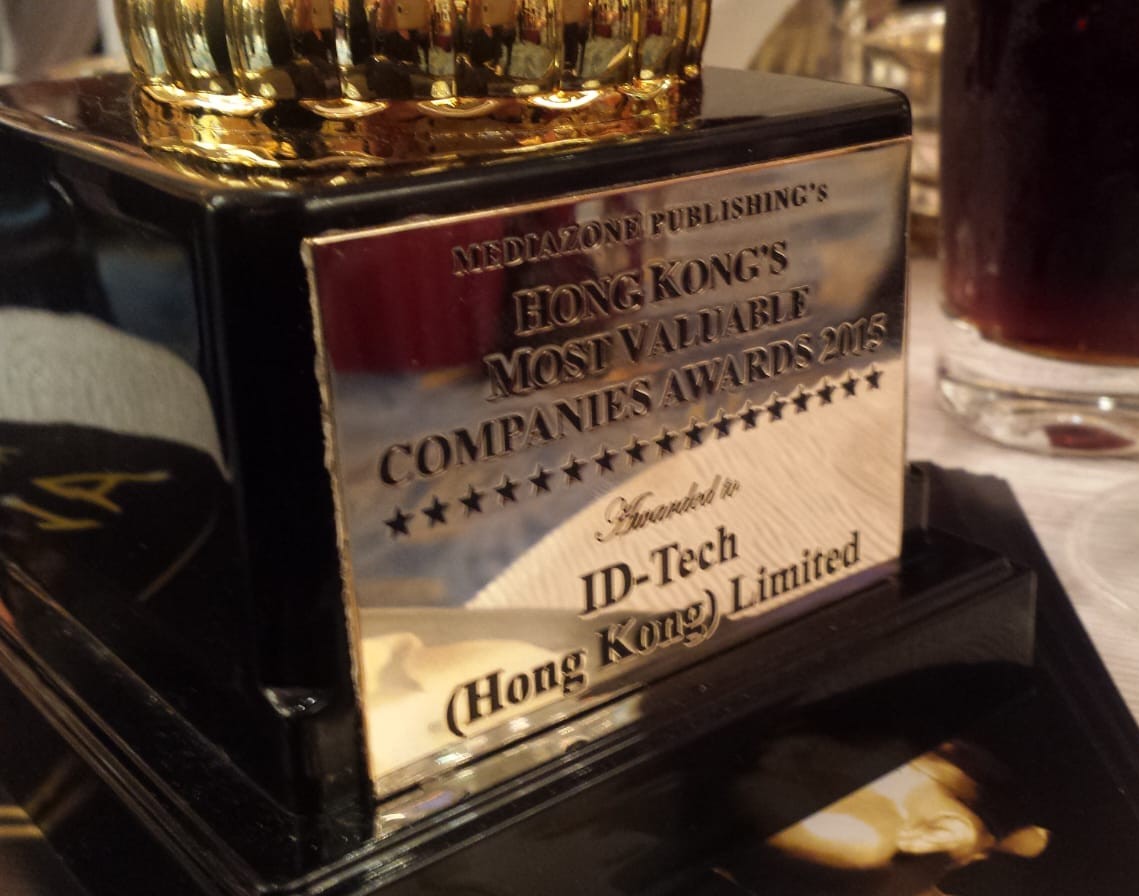 MEDIAZONE PUBLISHING'S
HONG KONG'S
MOST VALUABLE
COMPANIES AWARDS 2015
Awarded to
ID-Tech
(Hong Kong) Limited